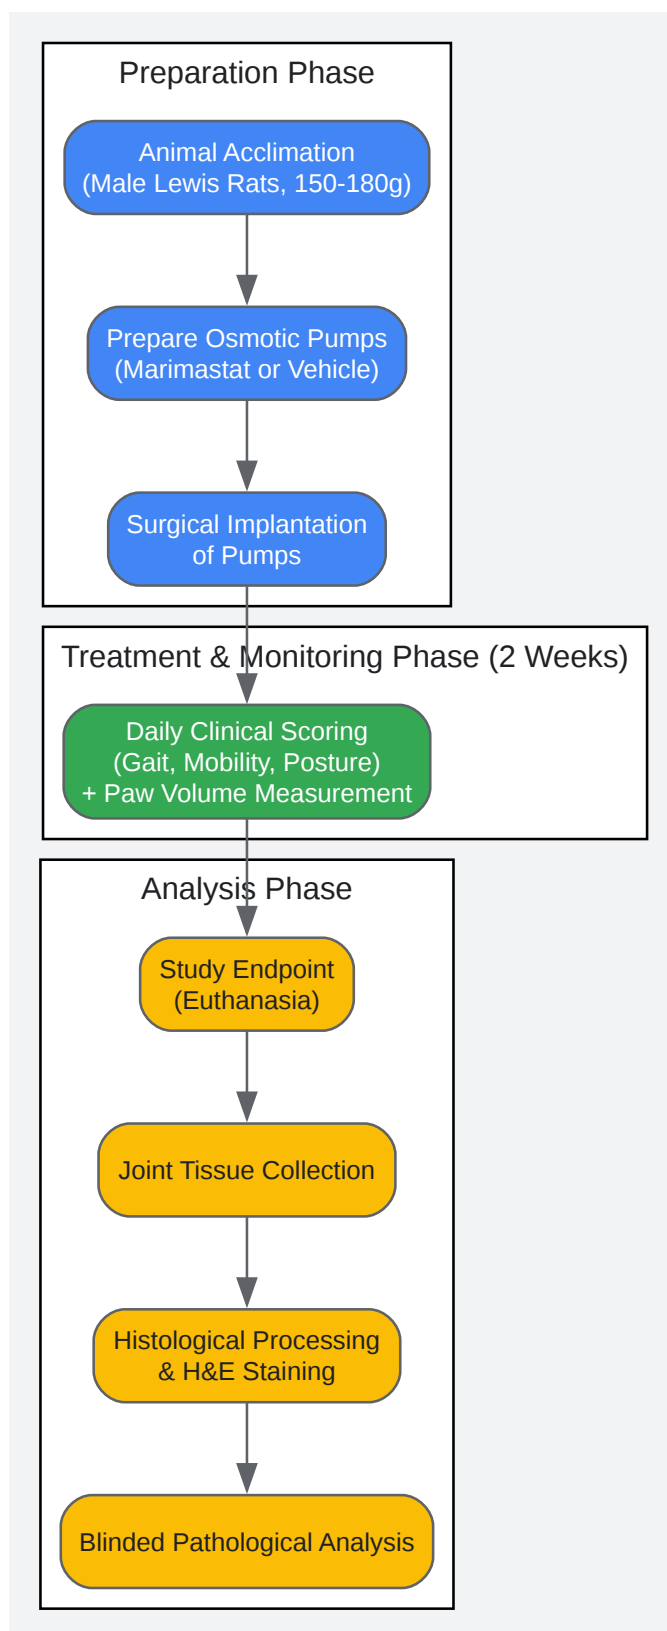 Preparation Phase
Animal Acclimation
(Male Lewis Rats, 150-180g)
Prepare Osmotic Pumps
(Marimastat or Vehicle)
Surgical Implantation
of Pumps
Treatment & Monitoring Phase (2 Weeks)
Daily Clinical Scoring
(Gait, Mobility, Posture)
+ Paw Volume Measurement
Analysis Phase
Study Endpoint
(Euthanasia)
Joint Tissue Collection
Histological Processing
& H&E Staining
Blinded Pathological Analysis